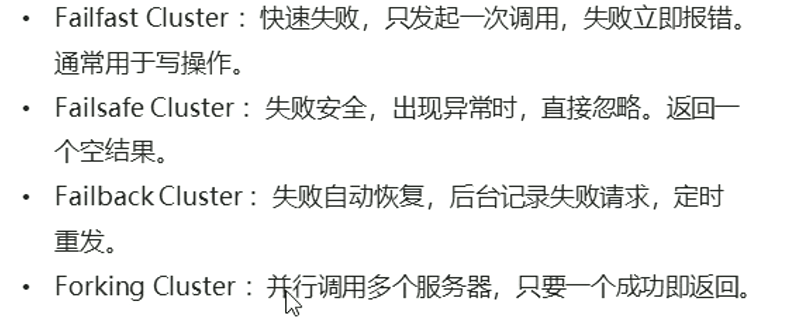 • Failfast Cluster：快速失败，只发起一次调用，失败立即报错。
通常用于写操作。
• Failsafe Cluster：失败安全，出现异常时，直接忽略。返回一
个空结果。
• Failback Cluster：失败自动恢复，后台记录失败请求，定时
重发。
• Forking Cluster：并行调用多个服务器，只要一个成功即返回。